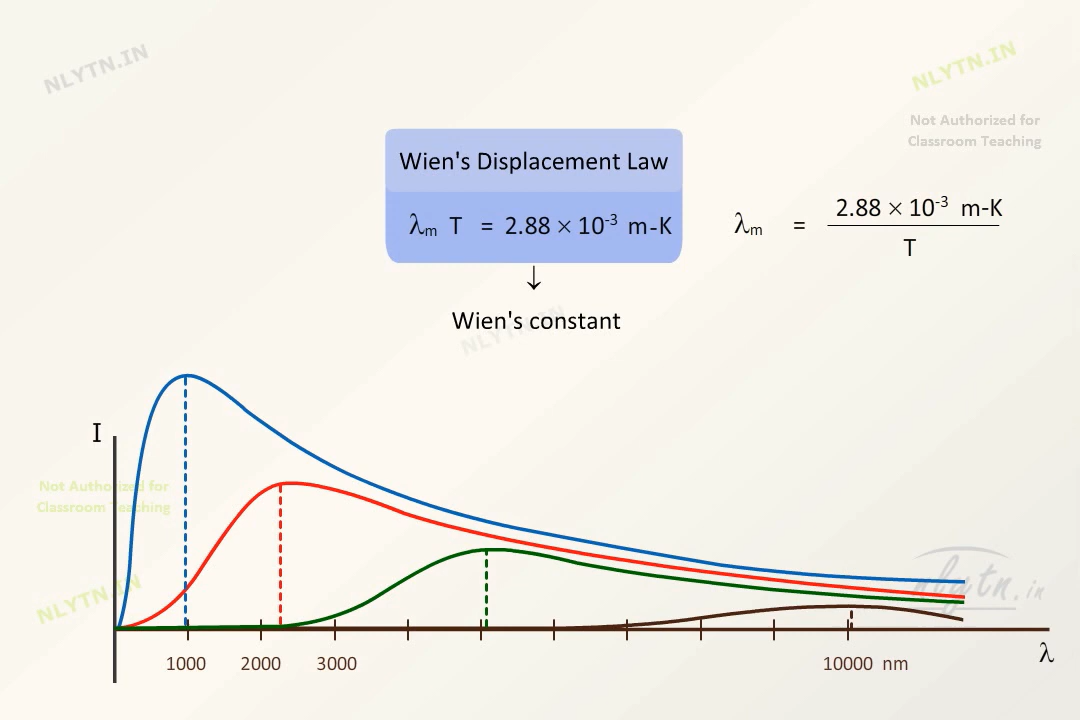 NLYTN.IN
NLYTN.IN
Not Authorized for
Classroom Teaching
Wien's Displacement Law
λm T = 2.88 × 10-3 m-K
λm = 2.88 × 10-3 m-K
T
↓
Wien's constant
NLYTN.IN
I
Not Authorized for
Classroom Teaching
NLYTN.IN
nlytn.in
1000 2000 3000 10000 nm
λ